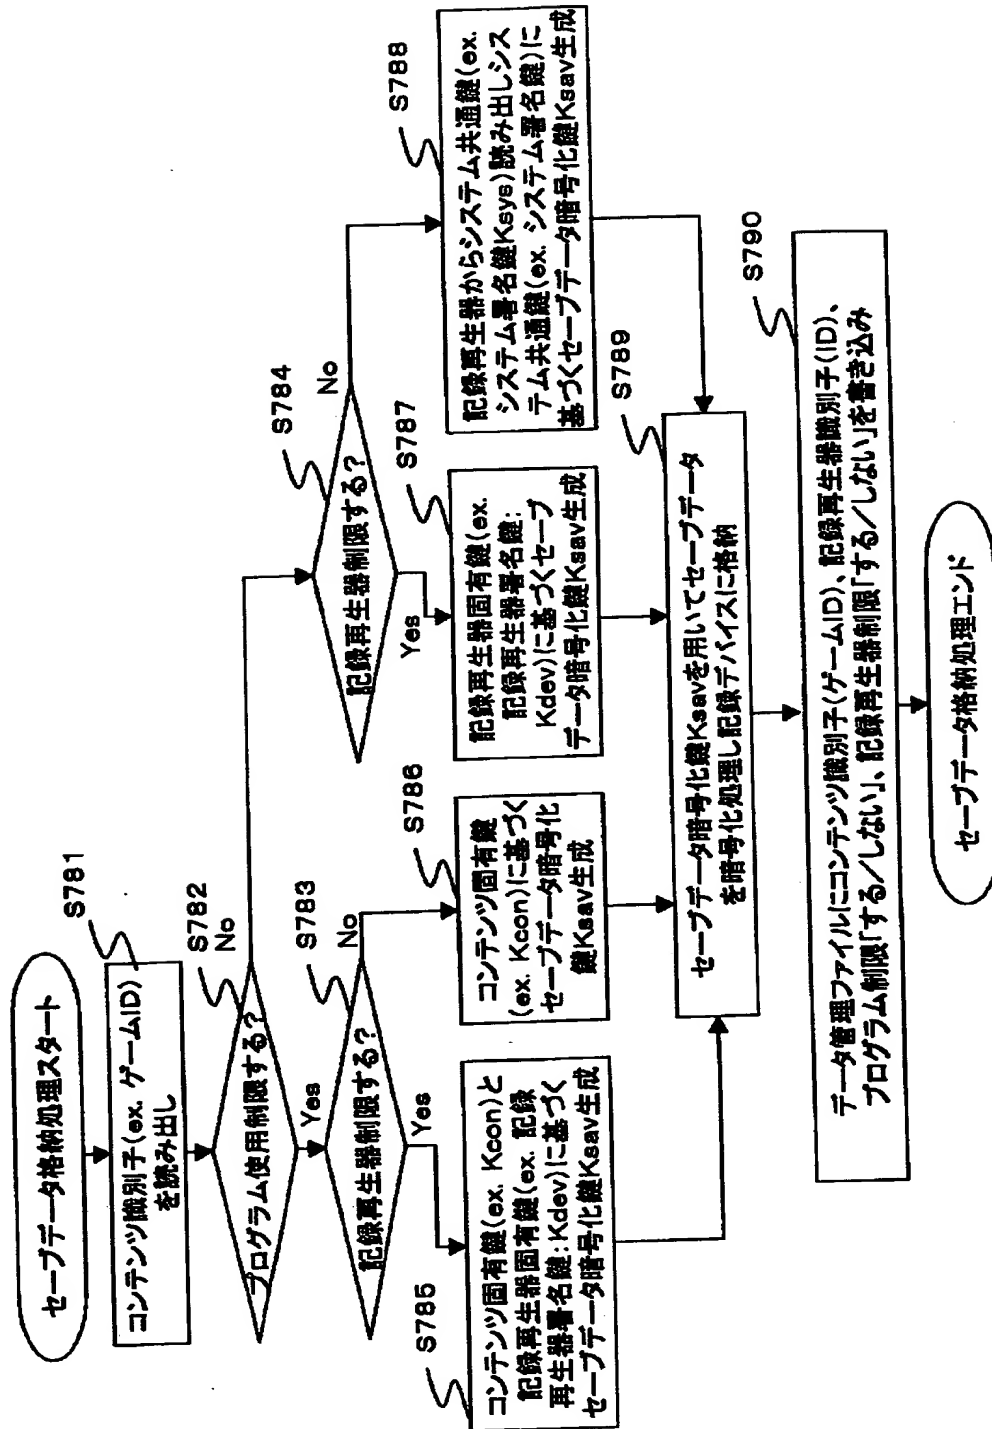 セーブデータ格納処理スタート
S781
コンテンツ識別子(ex. ゲームID)
を読み出し
S782
プログラム使用制限する?
No
Yes
S783
記録再生器制限する?
No
Yes
S784
記録再生器制限する?
No
Yes
S785
コンテンツ固有鍵(ex. Kcon)と
記録再生器固有鍵(ex. 記録
再生器署名鍵:Kdev)に基づく
セーブデータ暗号化鍵Ksav生成
S786
コンテンツ固有鍵
(ex. Kcon)に基づく
セーブデータ暗号化
鍵Ksav生成
S787
記録再生器固有鍵(ex.
記録再生器署名鍵:
Kdev)に基づくセーブ
データ暗号化鍵Ksav生成
S788
記録再生器からシステム共通鍵(ex.
システム署名鍵Ksys)読み出しシス
テム共通鍵(ex. システム署名鍵)に
基づくセーブデータ暗号化鍵Ksav生成
S789
セーブデータ暗号化鍵Ksavを用いてセーブデータ
を暗号化処理し記録デバイスに格納
S790
データ管理ファイルにコンテンツ識別子(ゲームID)、記録再生器識別子(ID)、
プログラム制限「する/しない」、記録再生器制限「する/しない」を書き込み
セーブデータ格納処理エンド